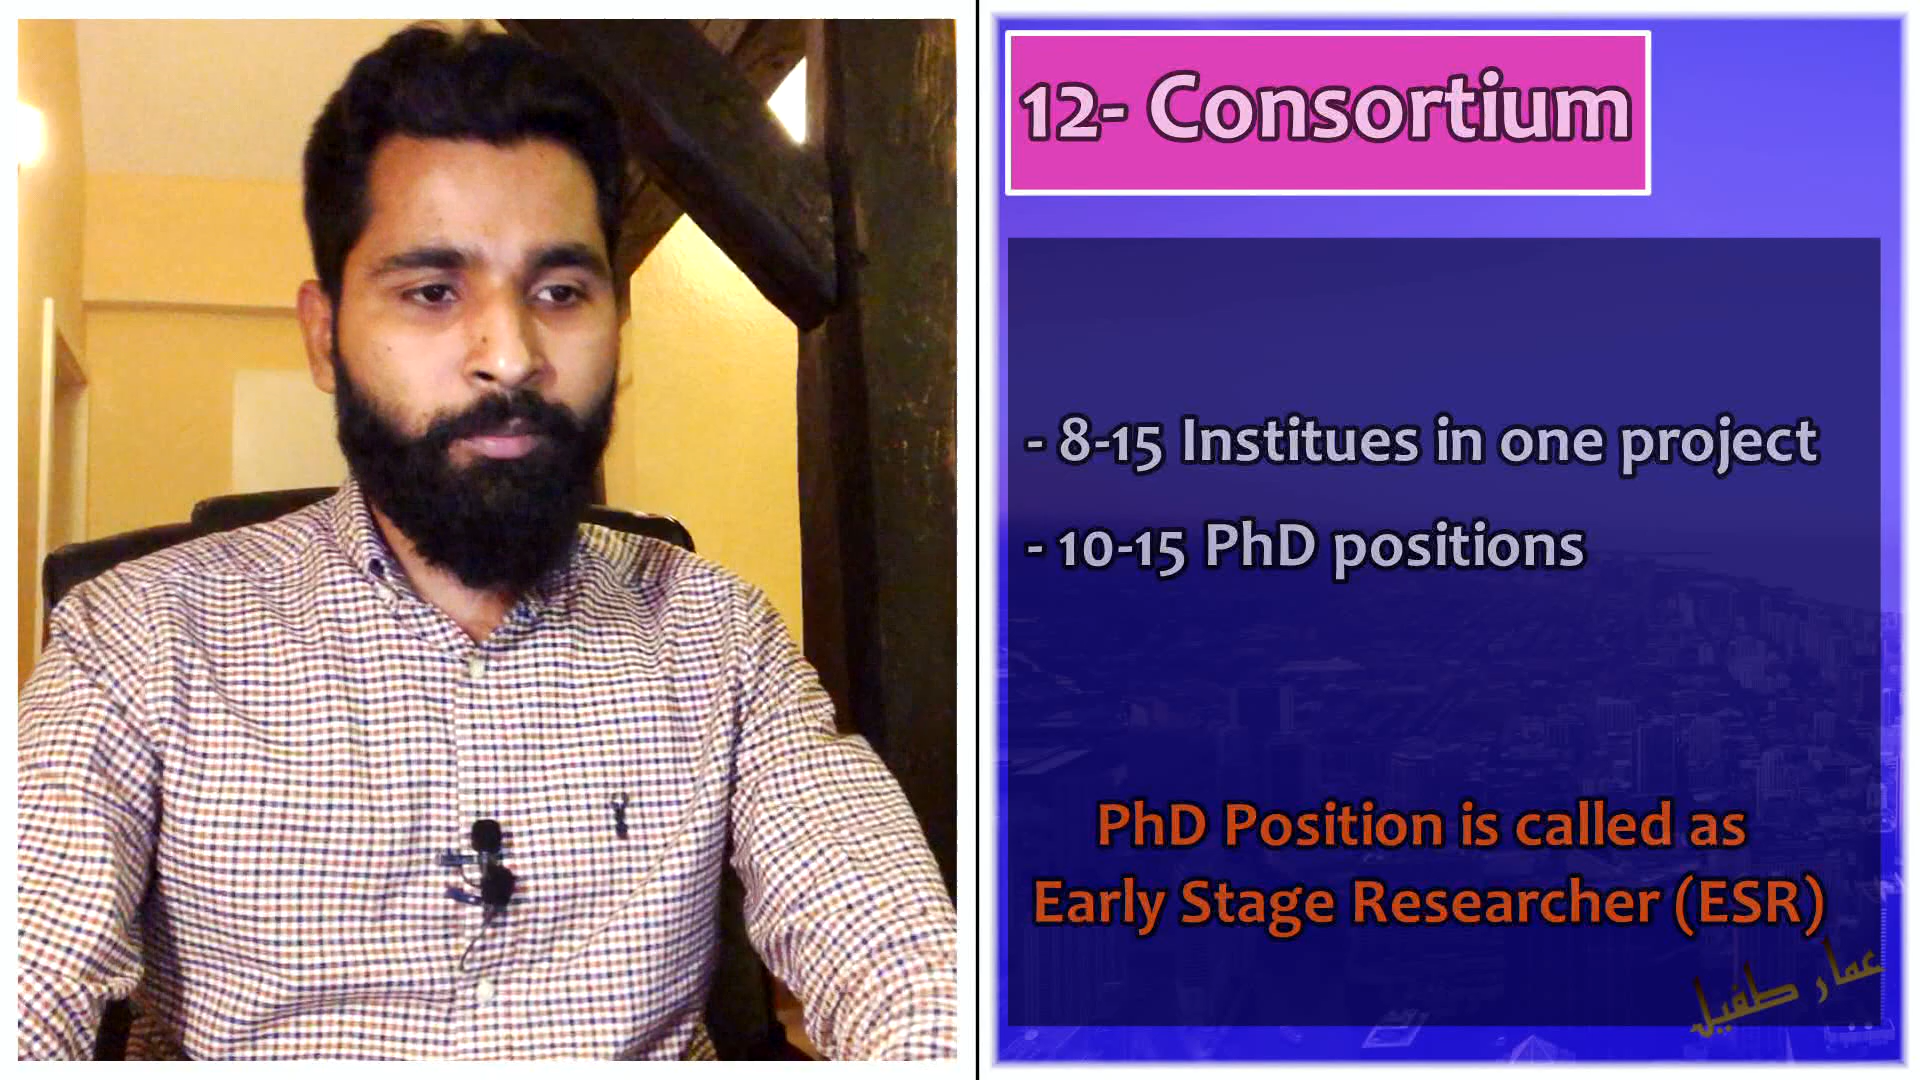 12- Consortium
- 8-15 Institues in one project
- 10-15 PhD positions
PhD Position is called as
Early Stage Researcher (ESR)
عمار طفیل